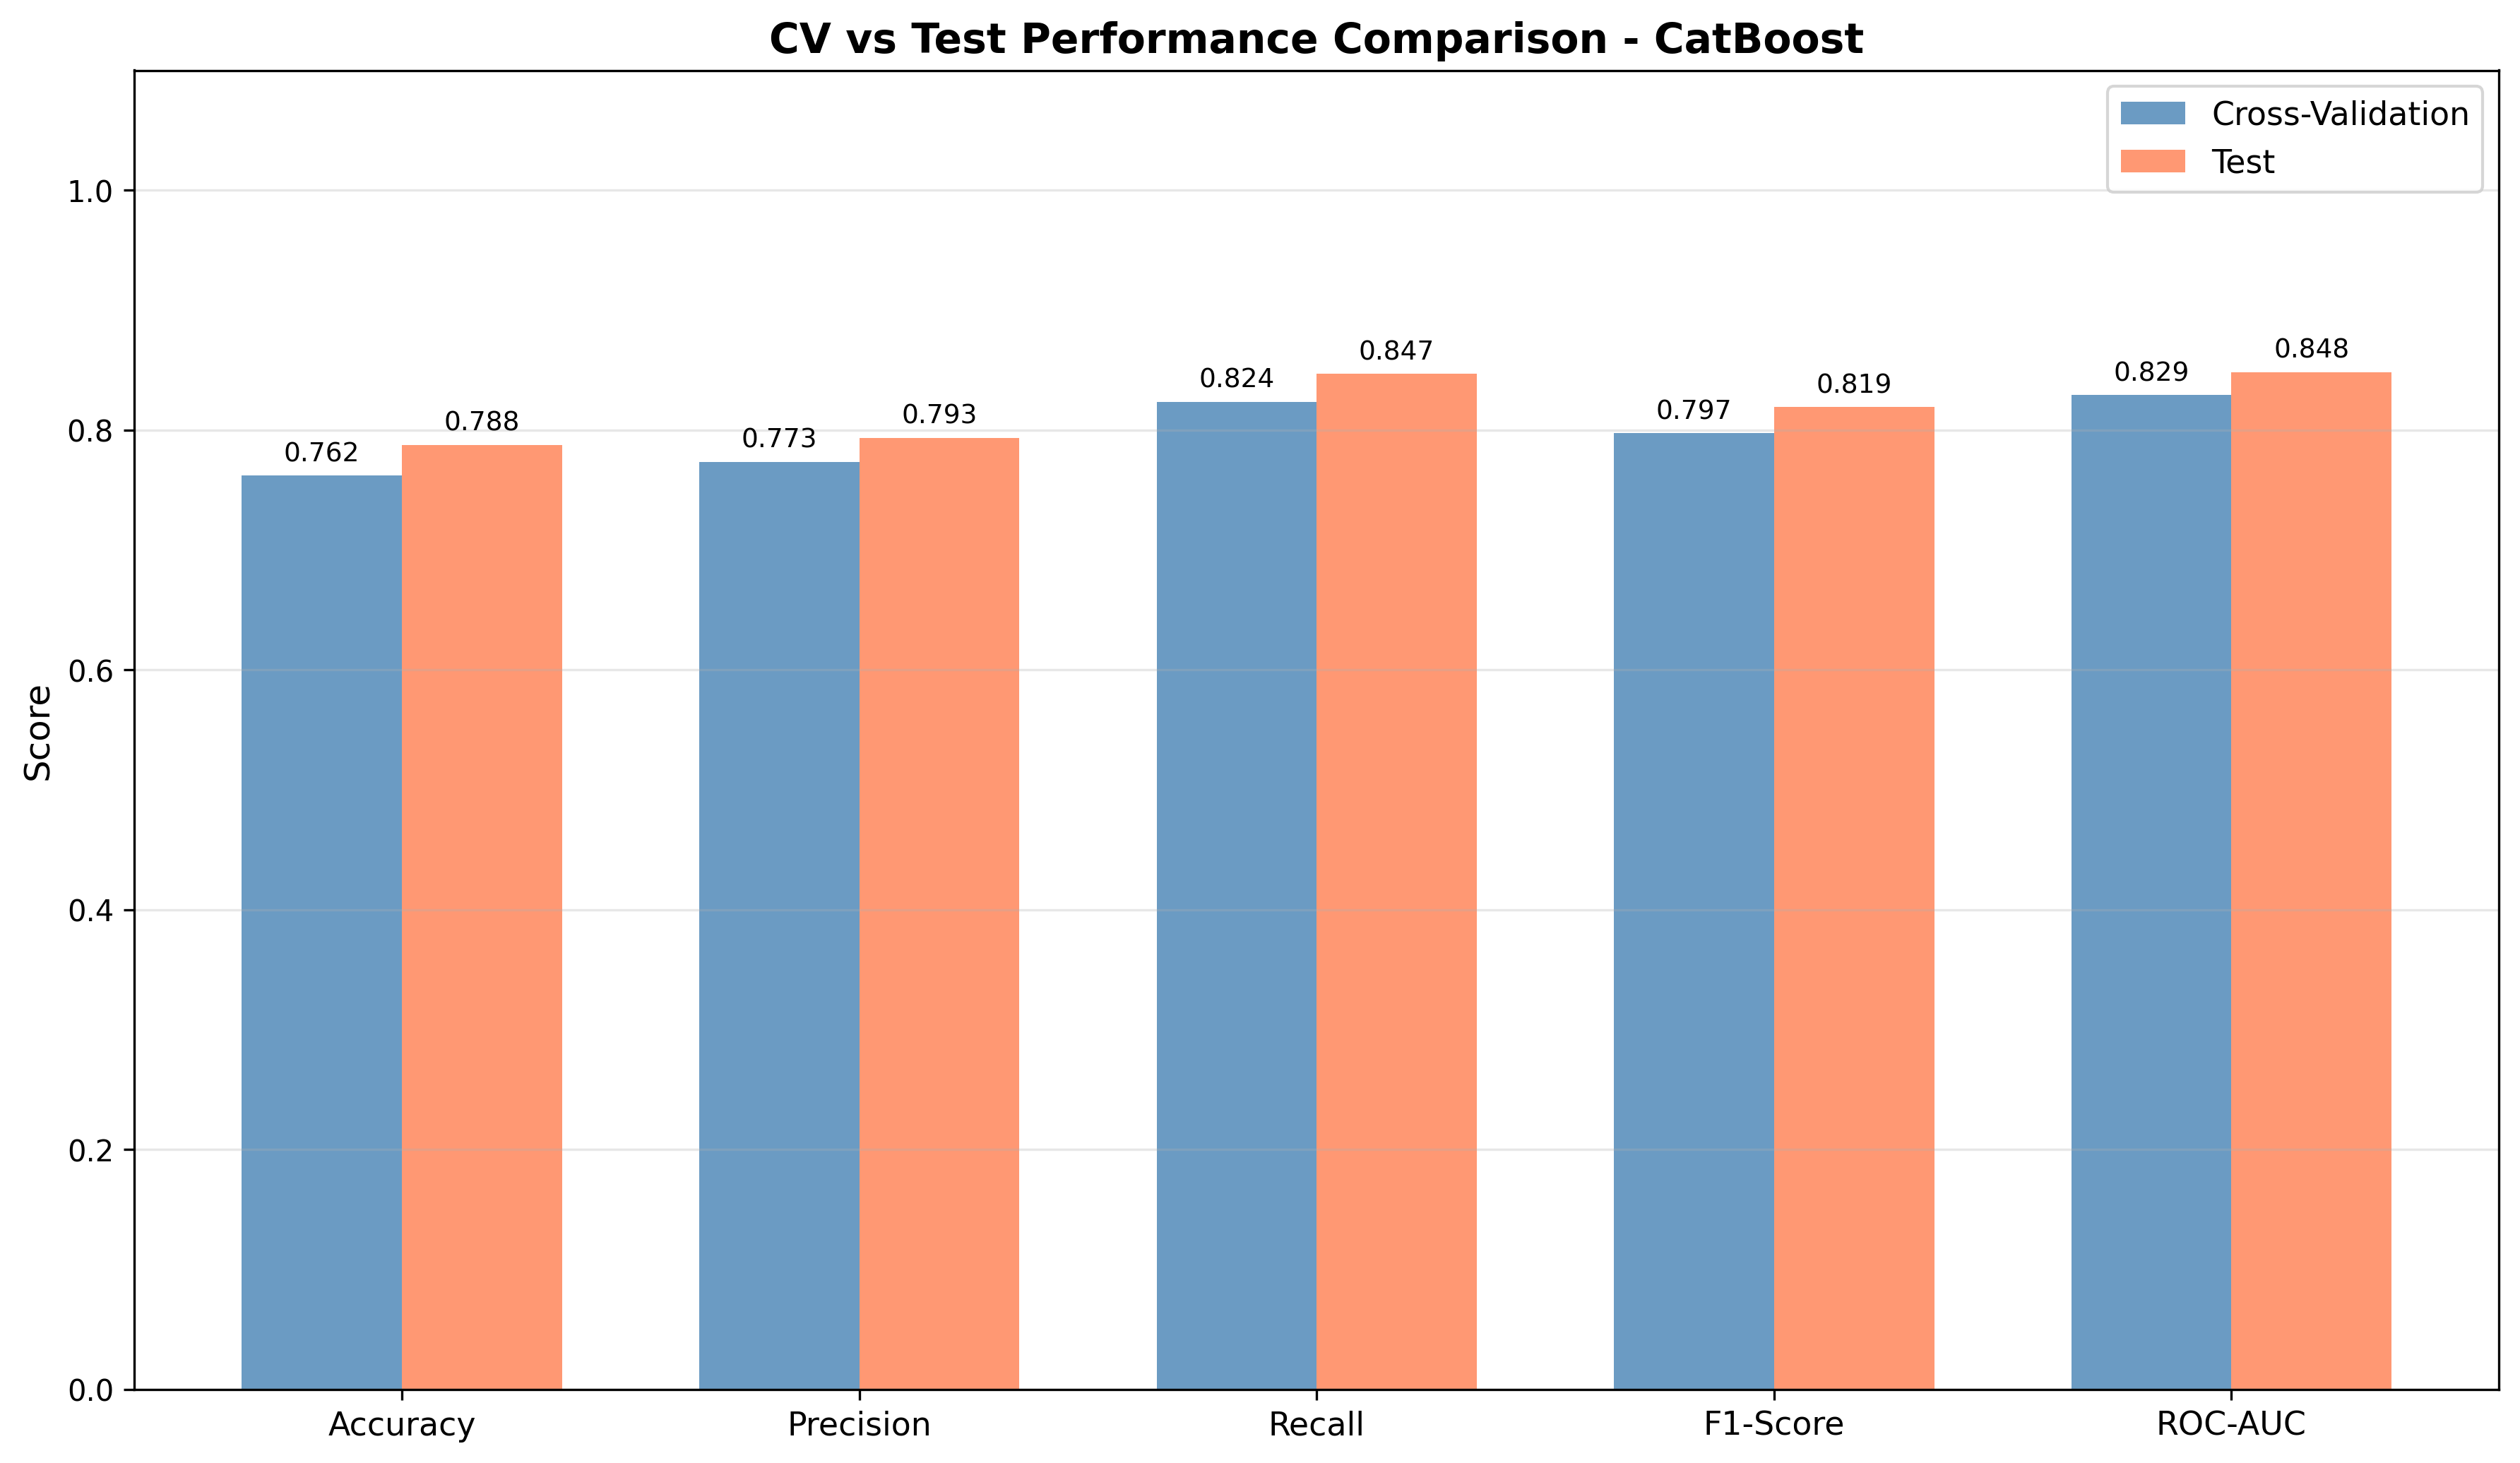 CV vs Test Performance Comparison - CatBoost
Cross-Validation
Test
Score
1.0
0.8
0.6
0.4
0.2
0.0
0.762
0.788
0.773
0.793
0.824
0.847
0.797
0.819
0.829
0.848
Accuracy
Precision
Recall
F1-Score
ROC-AUC